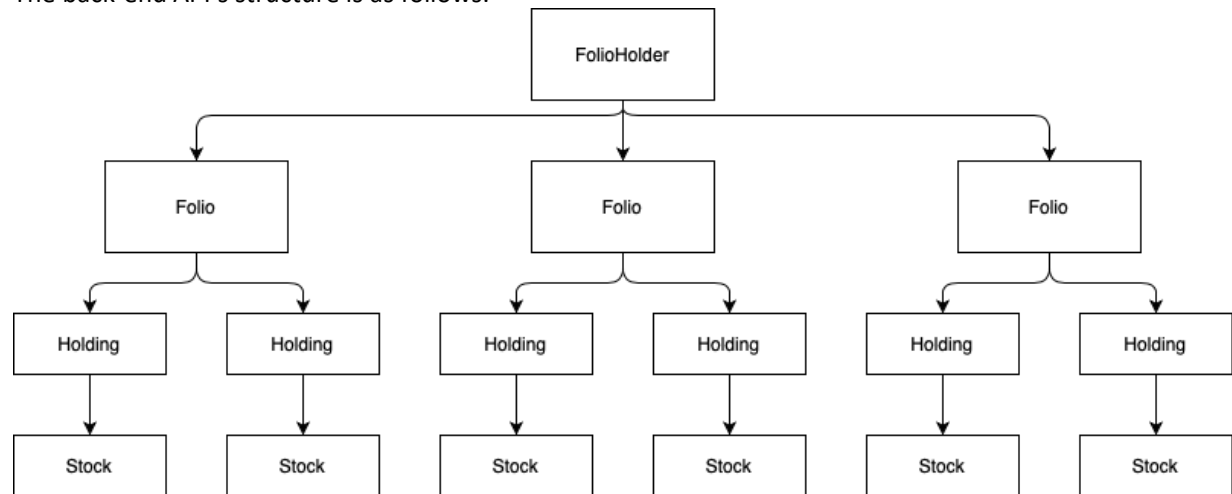 The back-end API's structure is as follows:
FolioHolder
Folio Folio Folio
Holding Holding Holding Holding Holding Holding
Stock Stock Stock Stock Stock Stock